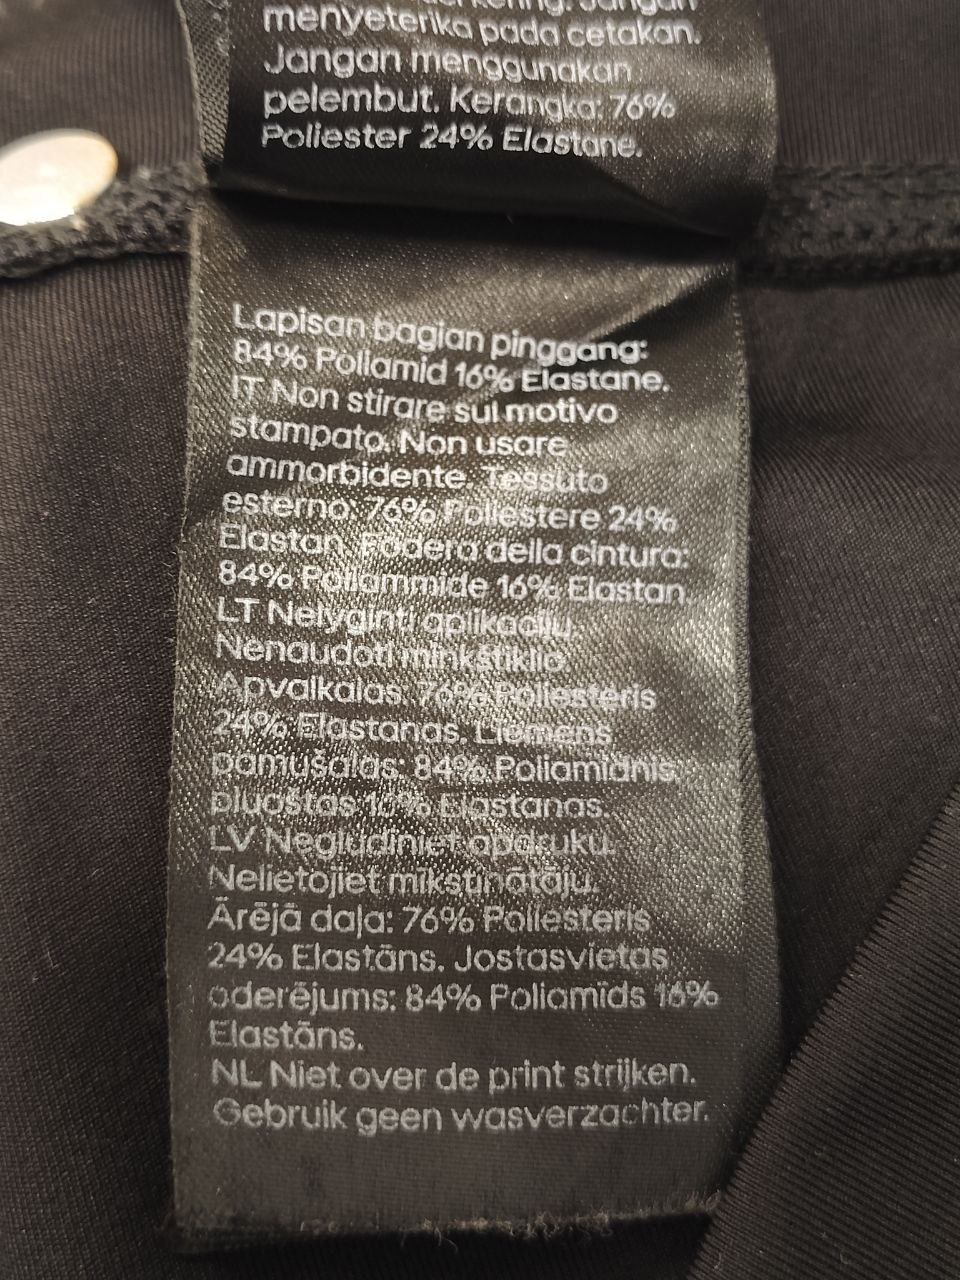 Jangan
menyeterika pada cetakan.
Jangan menggunakan
pelembut. Kerangka: 76%
Poliester 24% Elastane.
Lapisan bagian pinggang:
84% Poliamid 16% Elastane.
IT Non stirare sul motivo
stampato. Non usare
ammorbidente. Tessuto
esterno: 76% Poliestere 24%
Elastan. Fodera della cintura:
84% Poliammide 16% Elastan.
LT Nelyginti aplikacijų.
Nenaudoti minkštiklio.
Apvalkalas: 76% Poliesteris
24% Elastanas. Liemens
pamušalas: 84% Poliamidnis
pluoštas 16% Elastanas.
LV Negludiniet apdruku.
Nelietojiet mīkstinātāju.
Ārējā daļa: 76% Poliesteris
24% Elastāns. Jostasvietas
oderējums: 84% Poliamīds 16%
Elastāns.
NL Niet over de print strijken.
Gebruik geen wasverzachter.